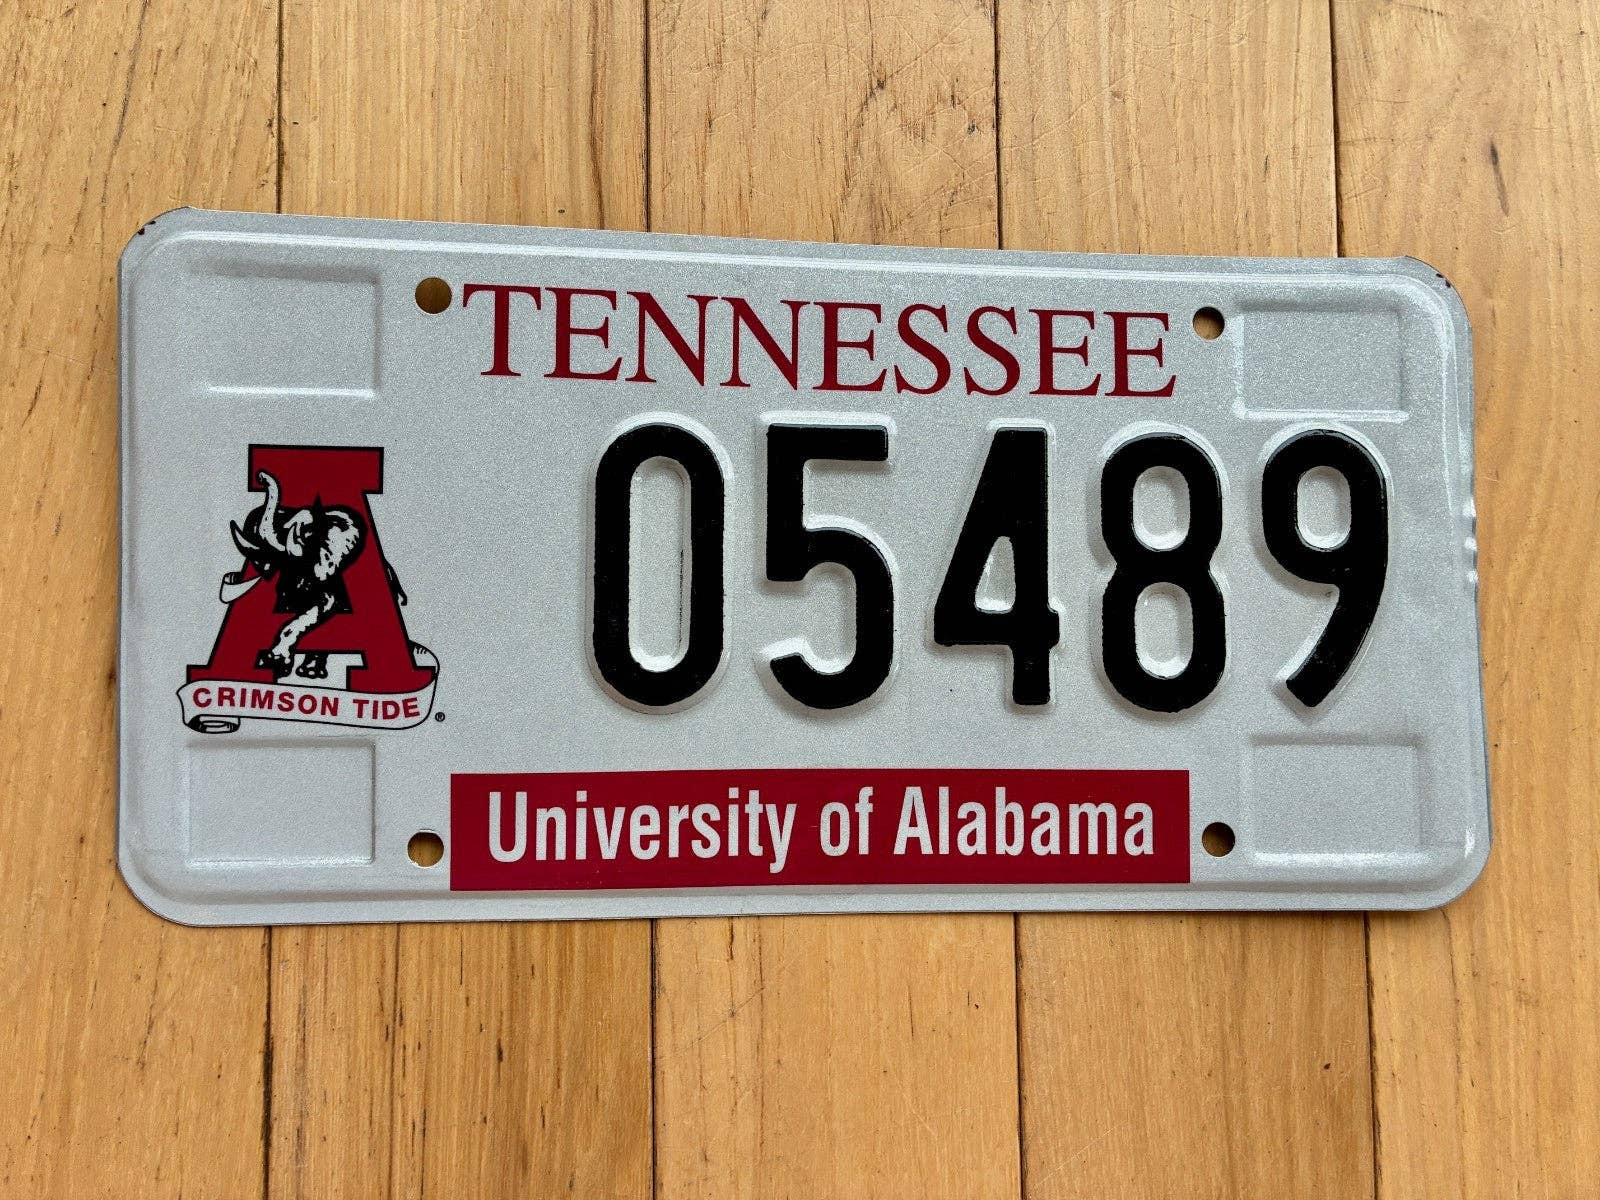 TENNESSEE
05489
CRIMSON TIDE ®
University of Alabama